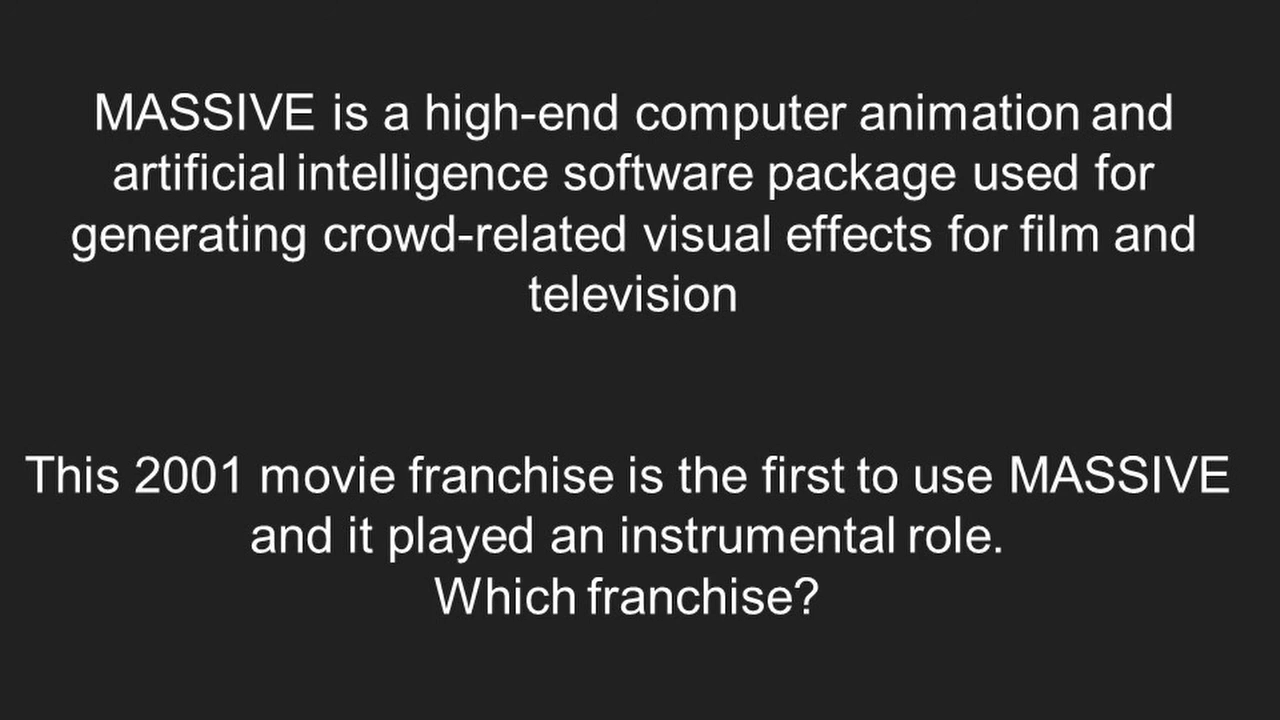 MASSIVE is a high-end computer animation and
artificial intelligence software package used for
generating crowd-related visual effects for film and
television
This 2001 movie franchise is the first to use MASSIVE
and it played an instrumental role.
Which franchise?